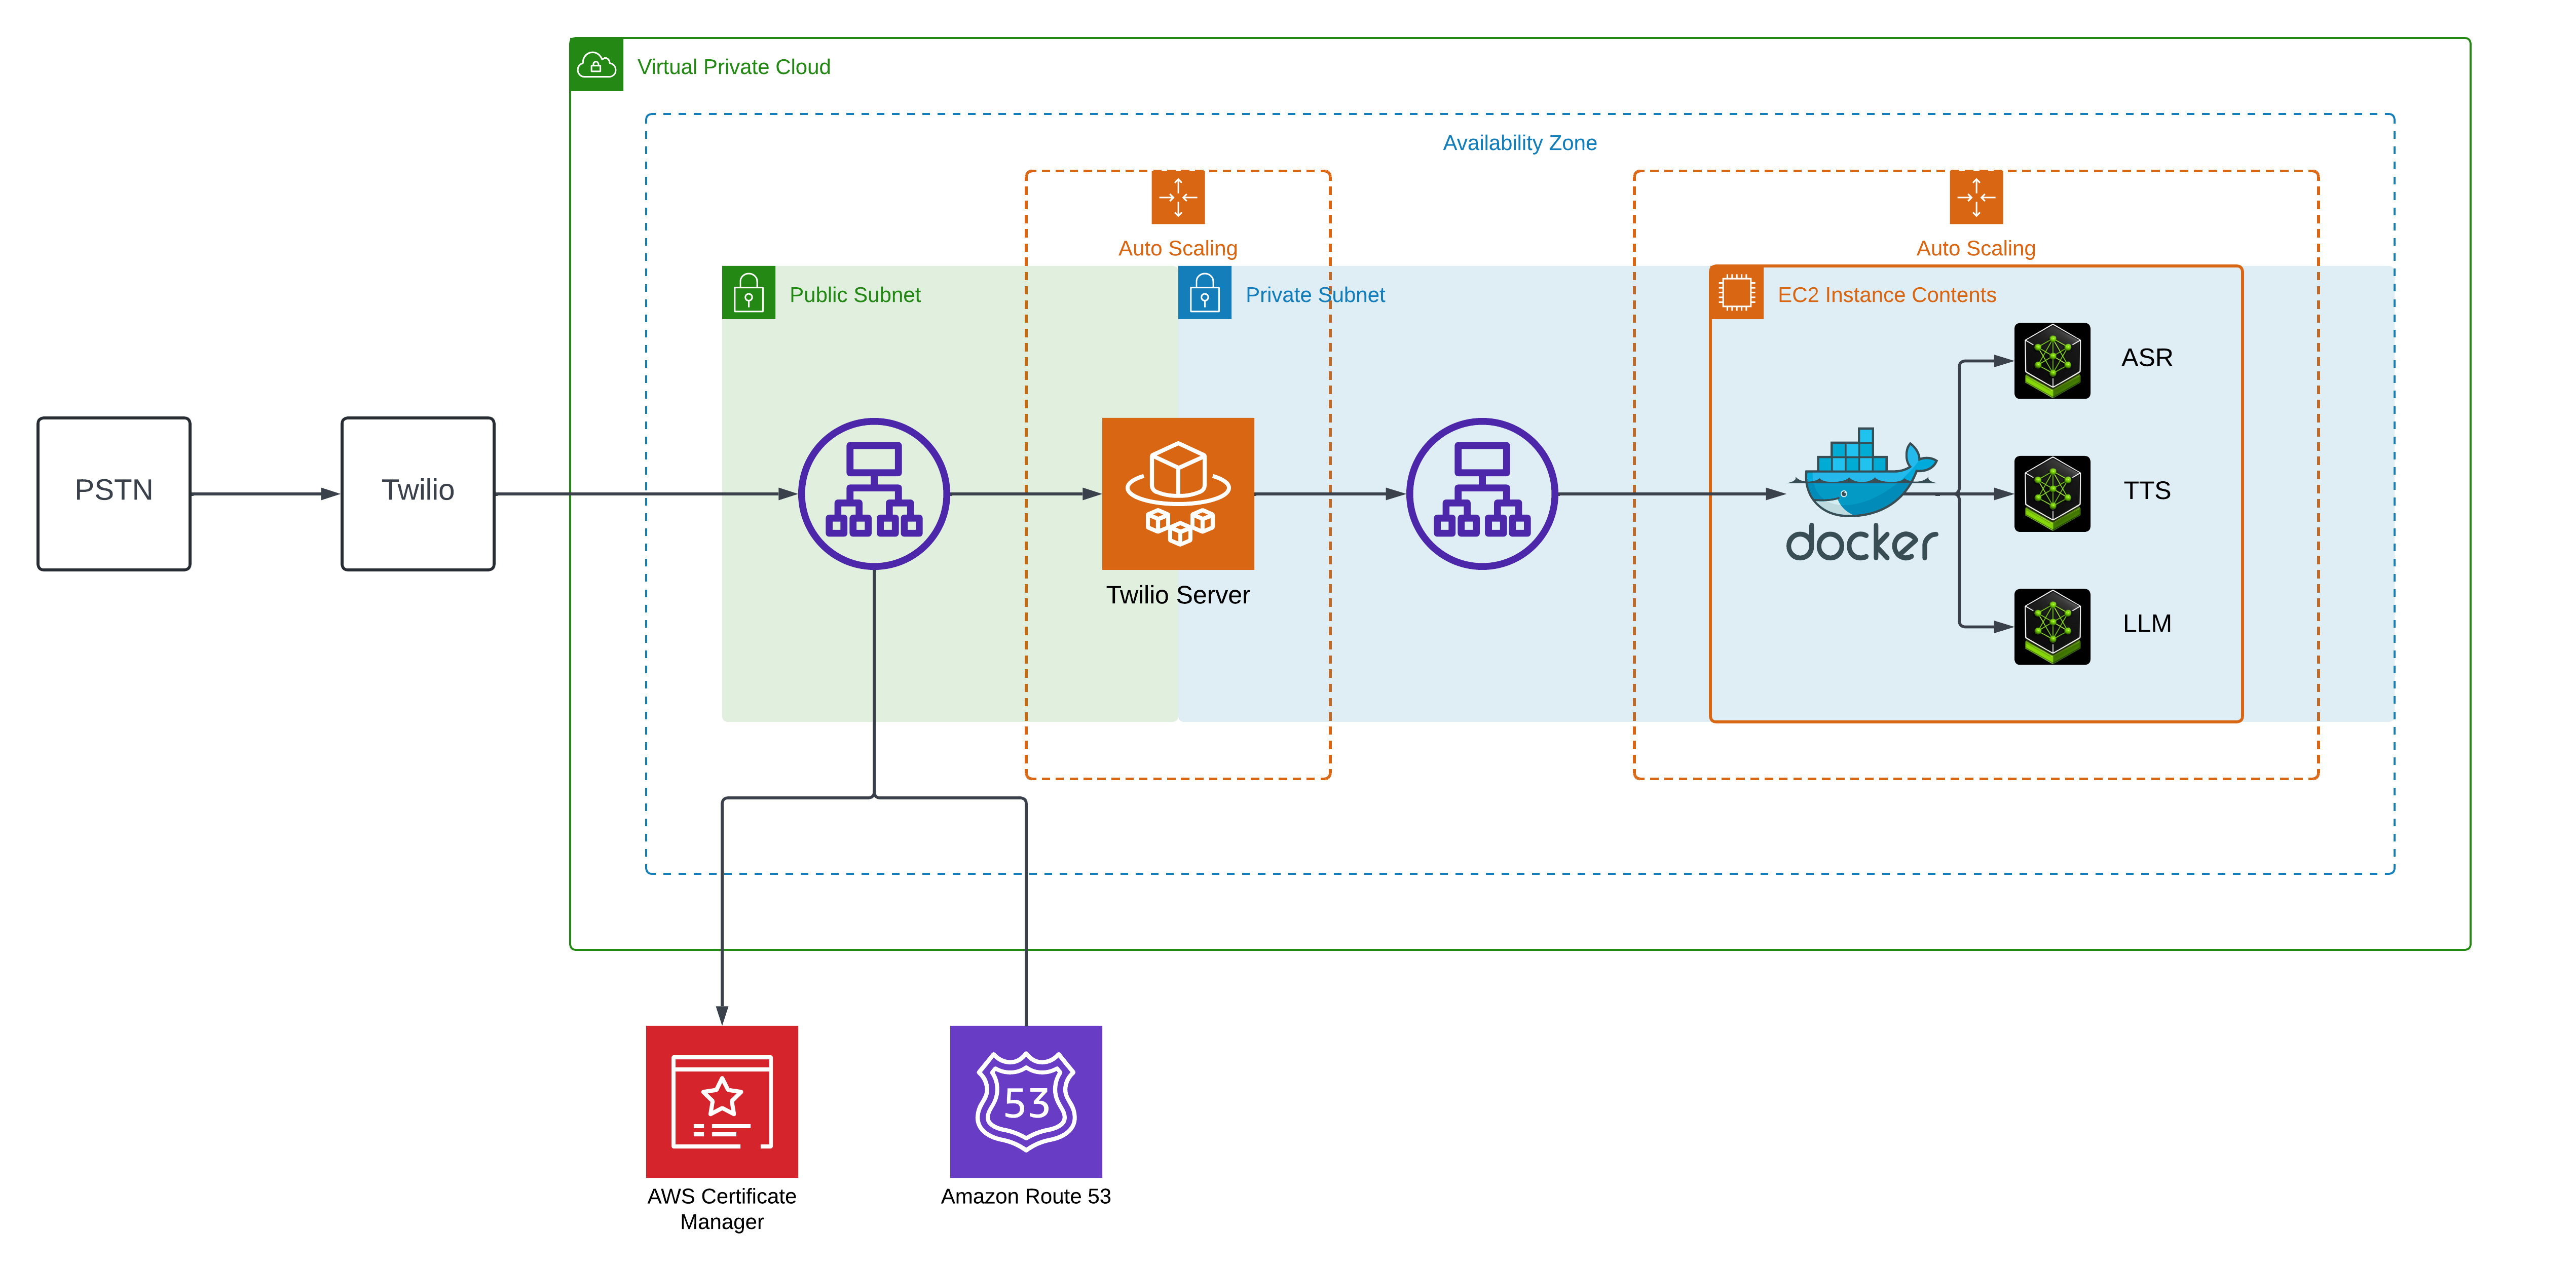 Virtual Private Cloud
Availability Zone
Auto Scaling
Auto Scaling
Public Subnet
Private Subnet
EC2 Instance Contents
ASR
PSTN
Twilio
TTS
docker
Twilio Server
LLM
53
AWS Certificate
Manager
Amazon Route 53